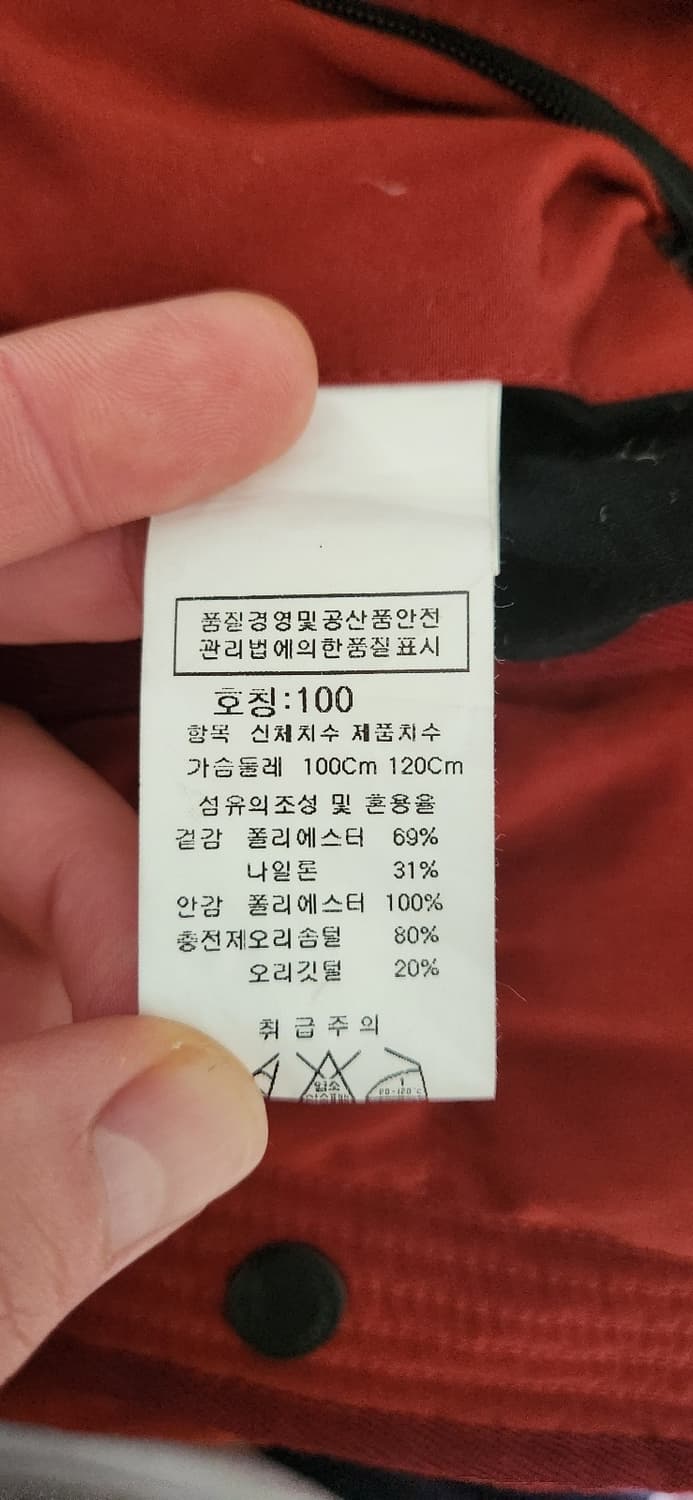 품질경영및공산품안전
관리법에의한품질표시
호칭:100
항목 신체치수 제품치수
가슴둘레 100Cm 120Cm
섬유의조성 및 혼용율
겉감 폴리에스터 69%
나일론 31%
안감 폴리에스터 100%
충전제오리솜털 80%
오리깃털 20%
취급주의
염소